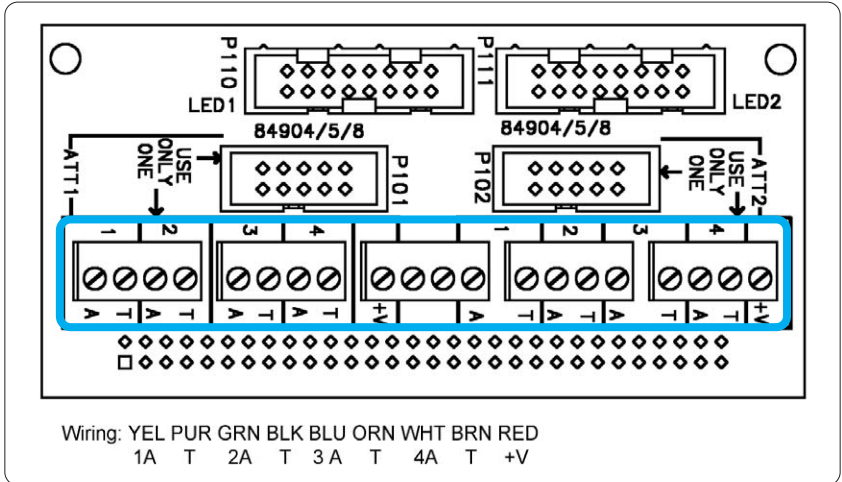 P110
P111
LED1
LED2
84904/5/8
84904/5/8
ATT1
USE ONLY ONE
P101
P102
USE ONLY ONE
ATT2
1 2 3 4 1 2 3 4
A T A T A T A T +V A T A T A T A T +V
Wiring: YEL PUR GRN BLK BLU ORN WHT BRN RED
1A T 2A T 3 A T 4A T +V